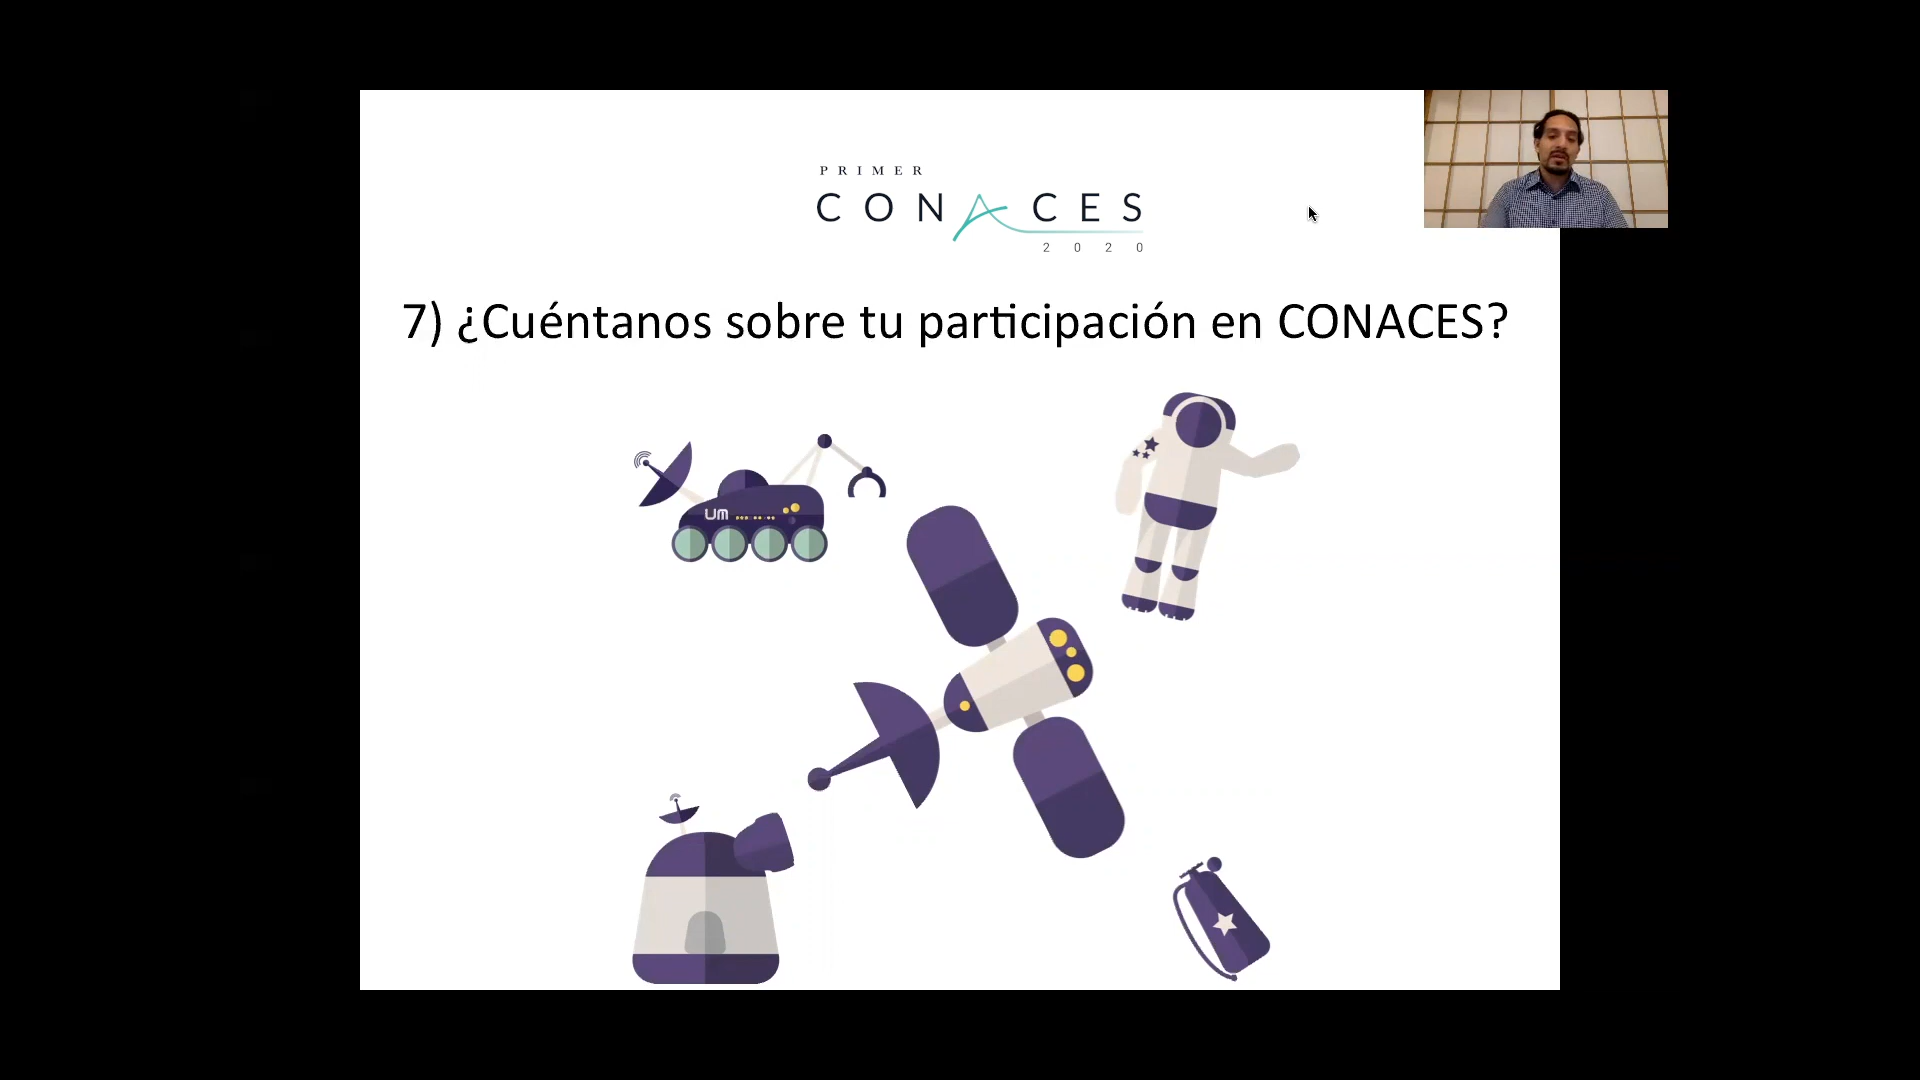 PRIMER
CONACES
2020
7) ¿Cuéntanos sobre tu participación en CONACES?
UM